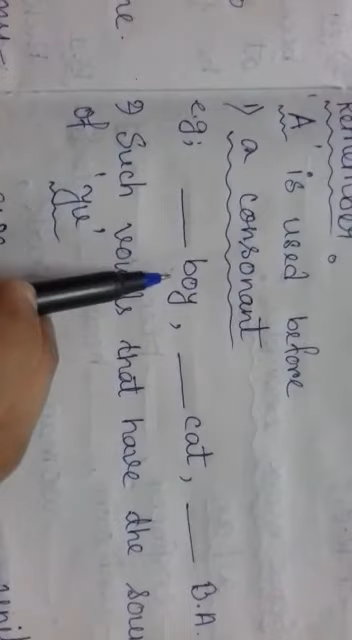 Remember.
'A' is used before
1) a consonant
eg; ___ boy, ___ cat, ___ B.A.
2) Such vowels that have the sou
of 'yu',